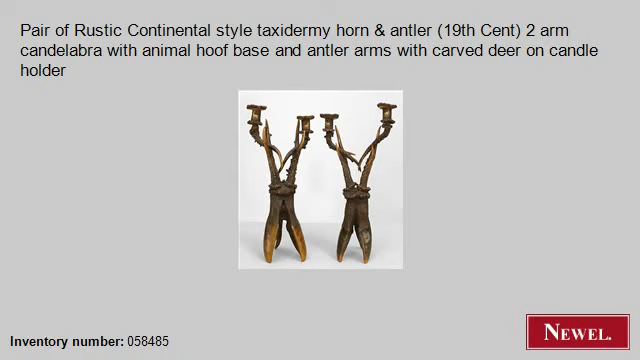 Pair of Rustic Continental style taxidermy horn & antler (19th Cent) 2 arm
candelabra with animal hoof base and antler arms with carved deer on candle
holder
Inventory number: 058485
NEWEL.